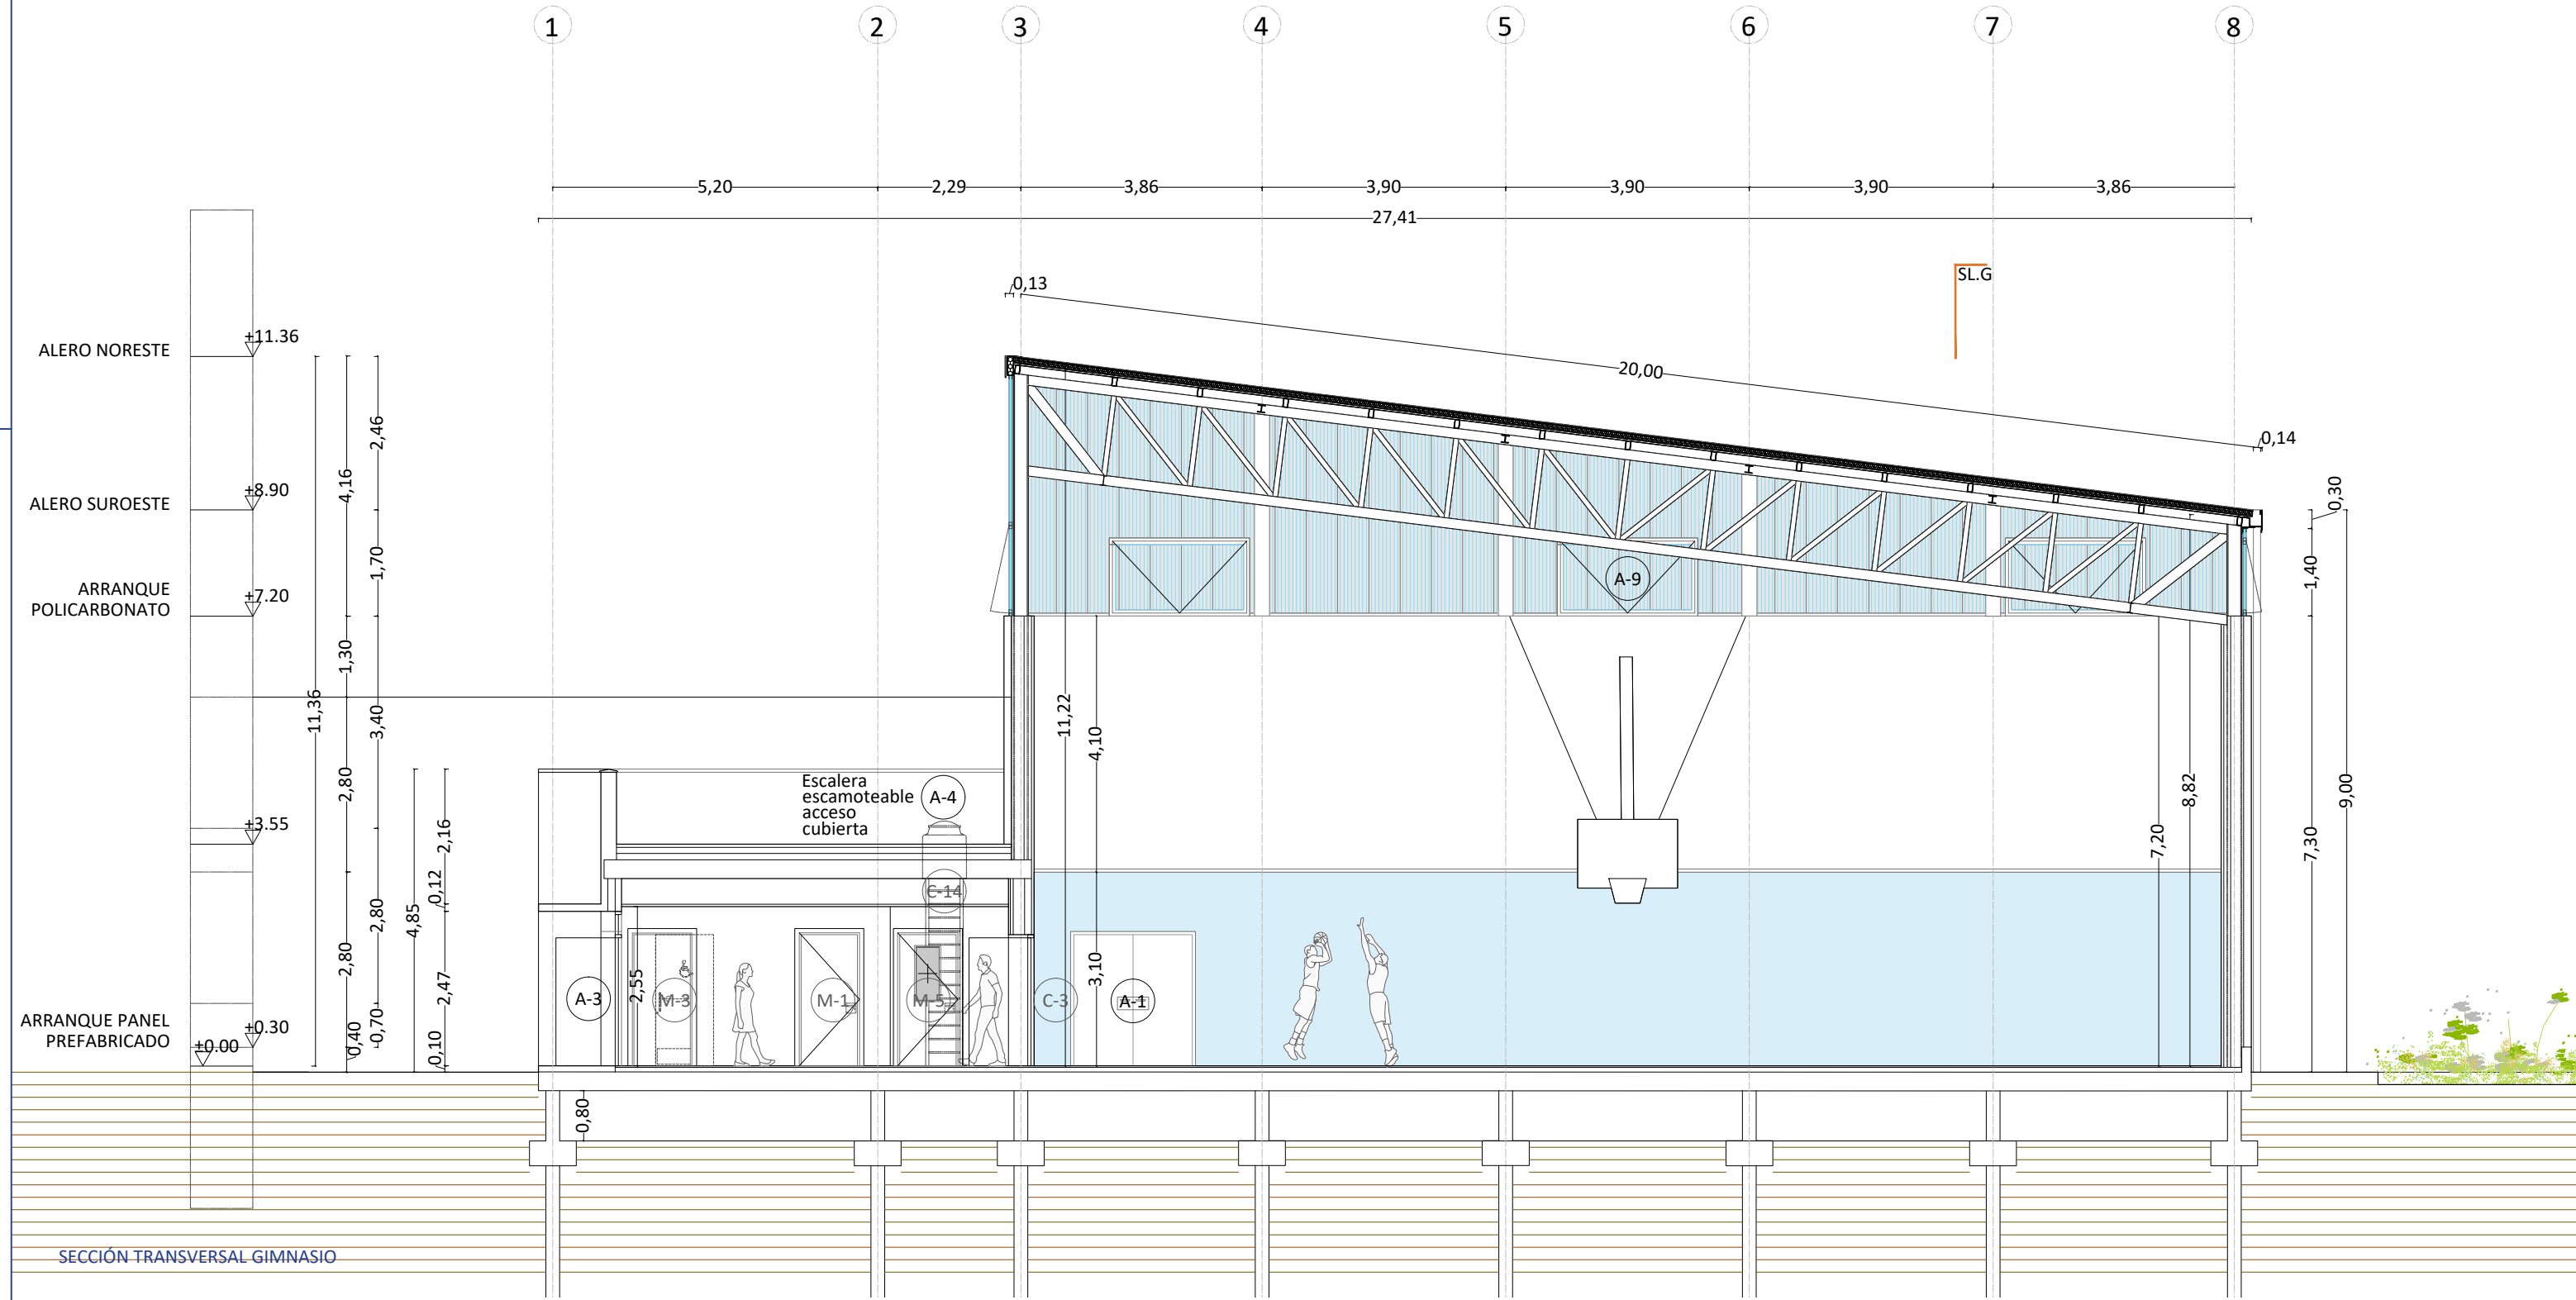 1 2 3 4 5 6 7 8
5,20 2,29 3,86 3,90 3,90 3,90 3,86
27,41
SL.G
0,13
20,00
0,14
ALERO NORESTE
+11.36
ALERO SUROESTE
+8.90
ARRANQUE
POLICARBONATO
+7.20
+3.55
ARRANQUE PANEL
PREFABRICADO
+0.30
+0.00
11,36
4,16
1,30
2,80
2,80
0,40
2,46
1,70
3,40
2,80
0,70
4,85
2,16
0,12
2,47
0,10
Escalera
escamoteable
acceso
cubierta
A-4
C-14
A-3
2,55
M-3
M-1
M-5
C-3
A-1
11,22
4,10
3,10
A-9
7,20
8,82
0,30
1,40
7,30
9,00
0,80
SECCIÓN TRANSVERSAL GIMNASIO